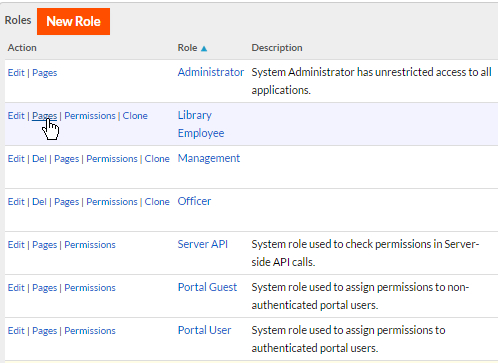 Roles New Role
Action Role ▲ Description
Edit | Pages Administrator System Administrator has unrestricted access to all
applications.
Edit | Pages | Permissions | Clone Library
Employee
Edit | Del | Pages | Permissions | Clone Management
Edit | Del | Pages | Permissions | Clone Officer
Edit | Pages | Permissions Server API System role used to check permissions in Server-
side API calls.
Edit | Pages | Permissions Portal Guest System role used to assign permissions to non-
authenticated portal users.
Edit | Pages | Permissions Portal User System role used to assign permissions to
authenticated portal users.